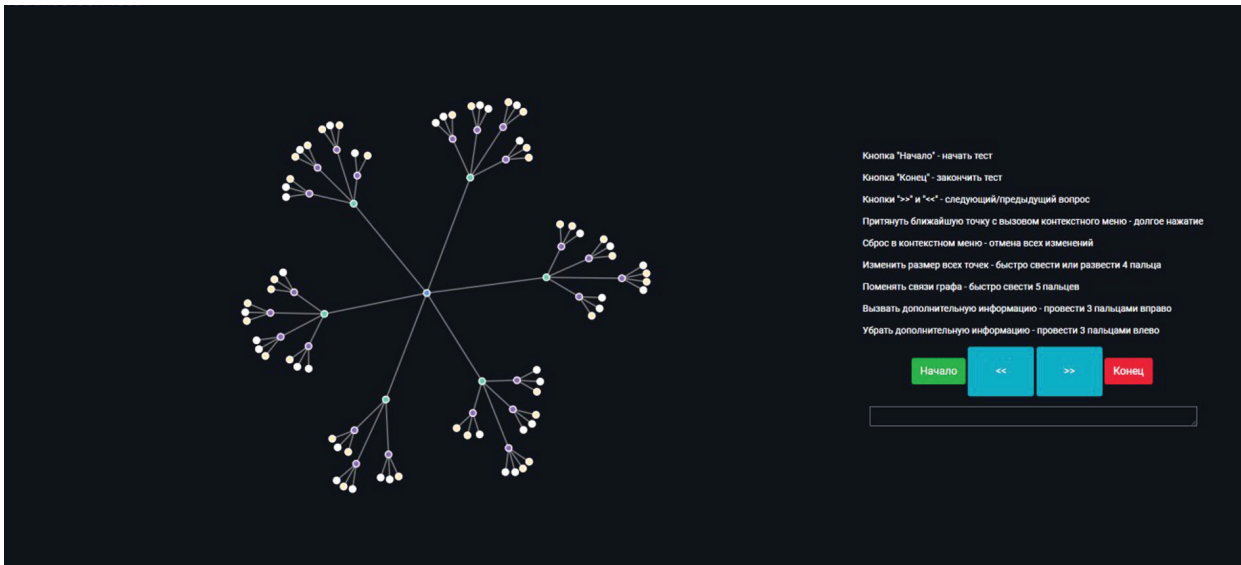 Кнопка "Начало" - начать тест
Кнопка "Конец" - закончить тест
Кнопки ">>" и "<<" - следующий/предыдущий вопрос
Притянуть ближайшую точку с вызовом контекстного меню - долгое нажатие
Сброс в контекстном меню - отмена всех изменений
Изменить размер всех точек - быстро свести или развести 4 пальца
Поменять связи графа - быстро свести 5 пальцев
Вызвать дополнительную информацию - провести 3 пальцами вправо
Убрать дополнительную информацию - провести 3 пальцами влево
Начало << >> Конец